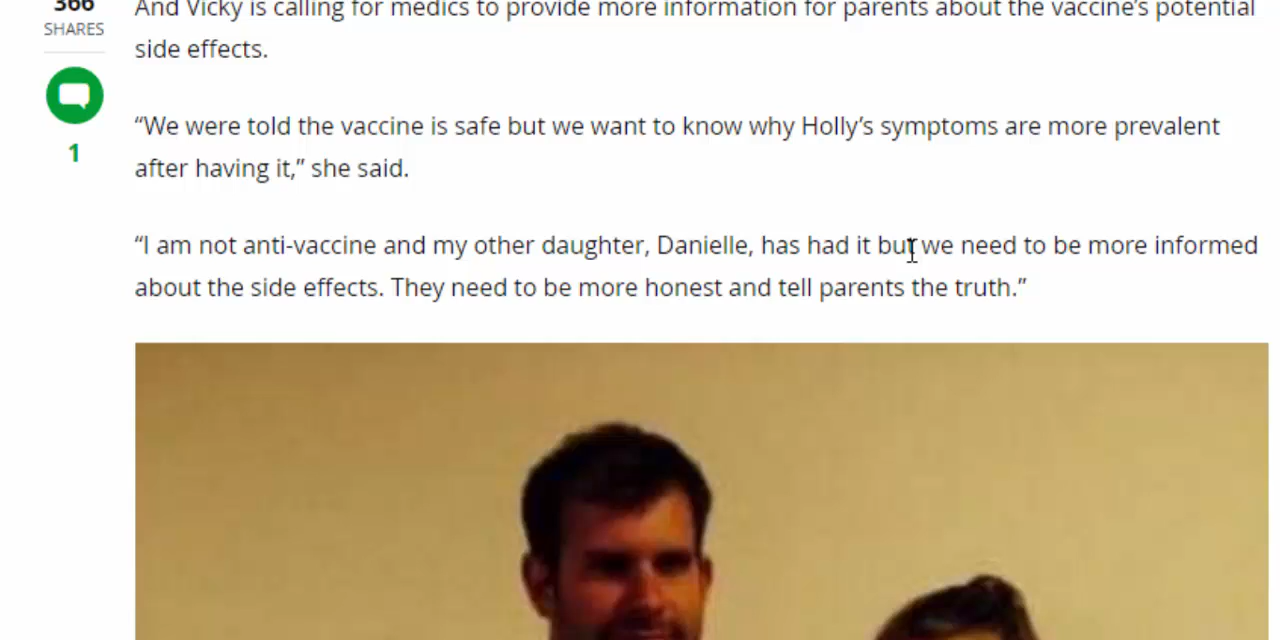 366
SHARES
1
And Vicky is calling for medics to provide more information for parents about the vaccine’s potential
side effects.
“We were told the vaccine is safe but we want to know why Holly’s symptoms are more prevalent
after having it,” she said.
“I am not anti-vaccine and my other daughter, Danielle, has had it but we need to be more informed
about the side effects. They need to be more honest and tell parents the truth.”